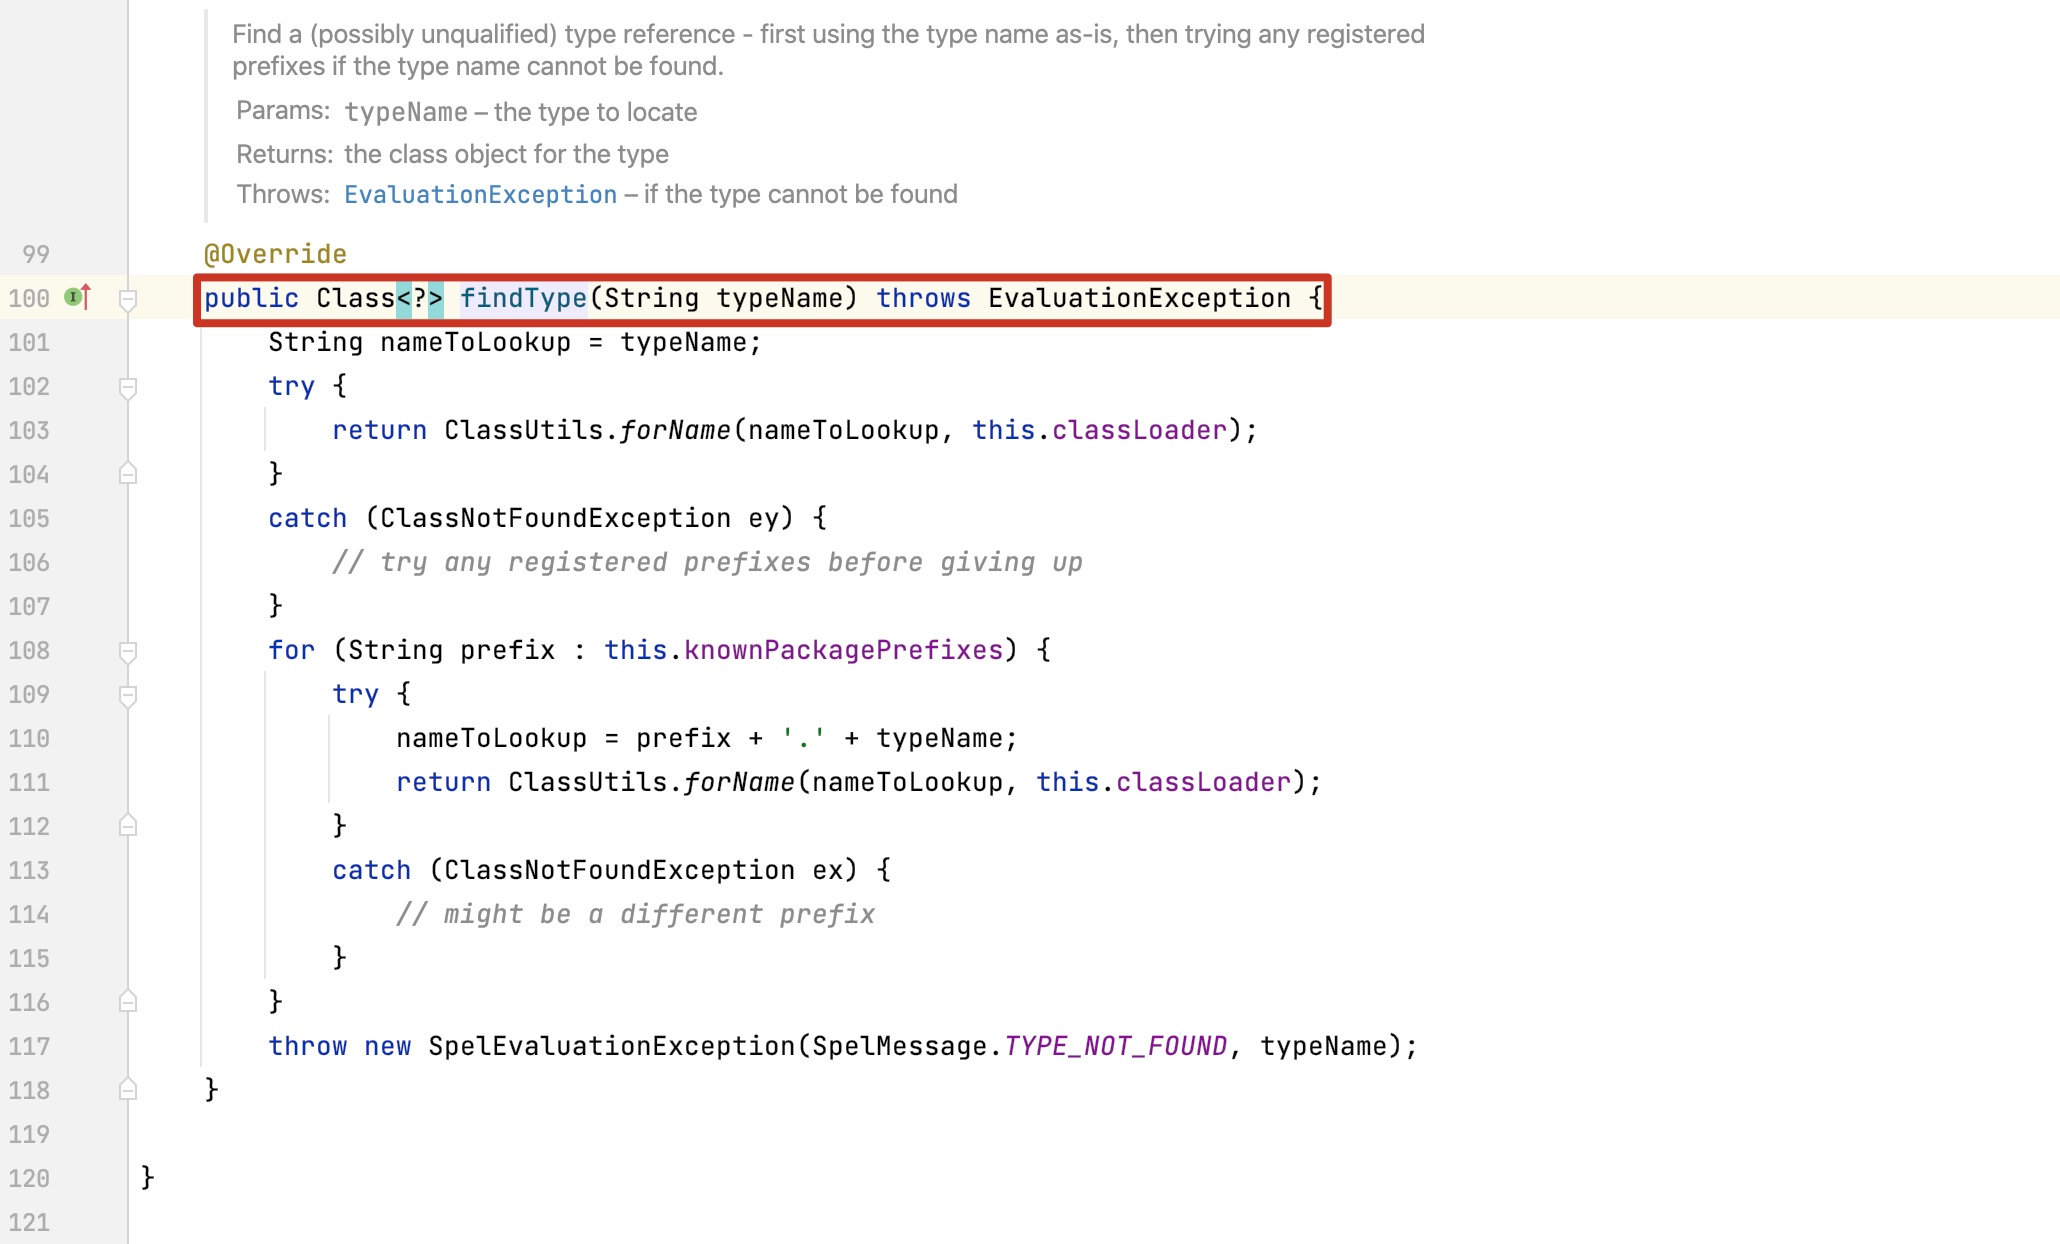 Find a (possibly unqualified) type reference - first using the type name as-is, then trying any registered
prefixes if the type name cannot be found.
Params: typeName – the type to locate
Returns: the class object for the type
Throws: EvaluationException – if the type cannot be found
99 @Override
100 public Class<?> findType(String typeName) throws EvaluationException {
101 String nameToLookup = typeName;
102 try {
103 return ClassUtils.forName(nameToLookup, this.classLoader);
104 }
105 catch (ClassNotFoundException ey) {
106 // try any registered prefixes before giving up
107 }
108 for (String prefix : this.knownPackagePrefixes) {
109 try {
110 nameToLookup = prefix + '.' + typeName;
111 return ClassUtils.forName(nameToLookup, this.classLoader);
112 }
113 catch (ClassNotFoundException ex) {
114 // might be a different prefix
115 }
116 }
117 throw new SpelEvaluationException(SpelMessage.TYPE_NOT_FOUND, typeName);
118 }
119
120 }
121